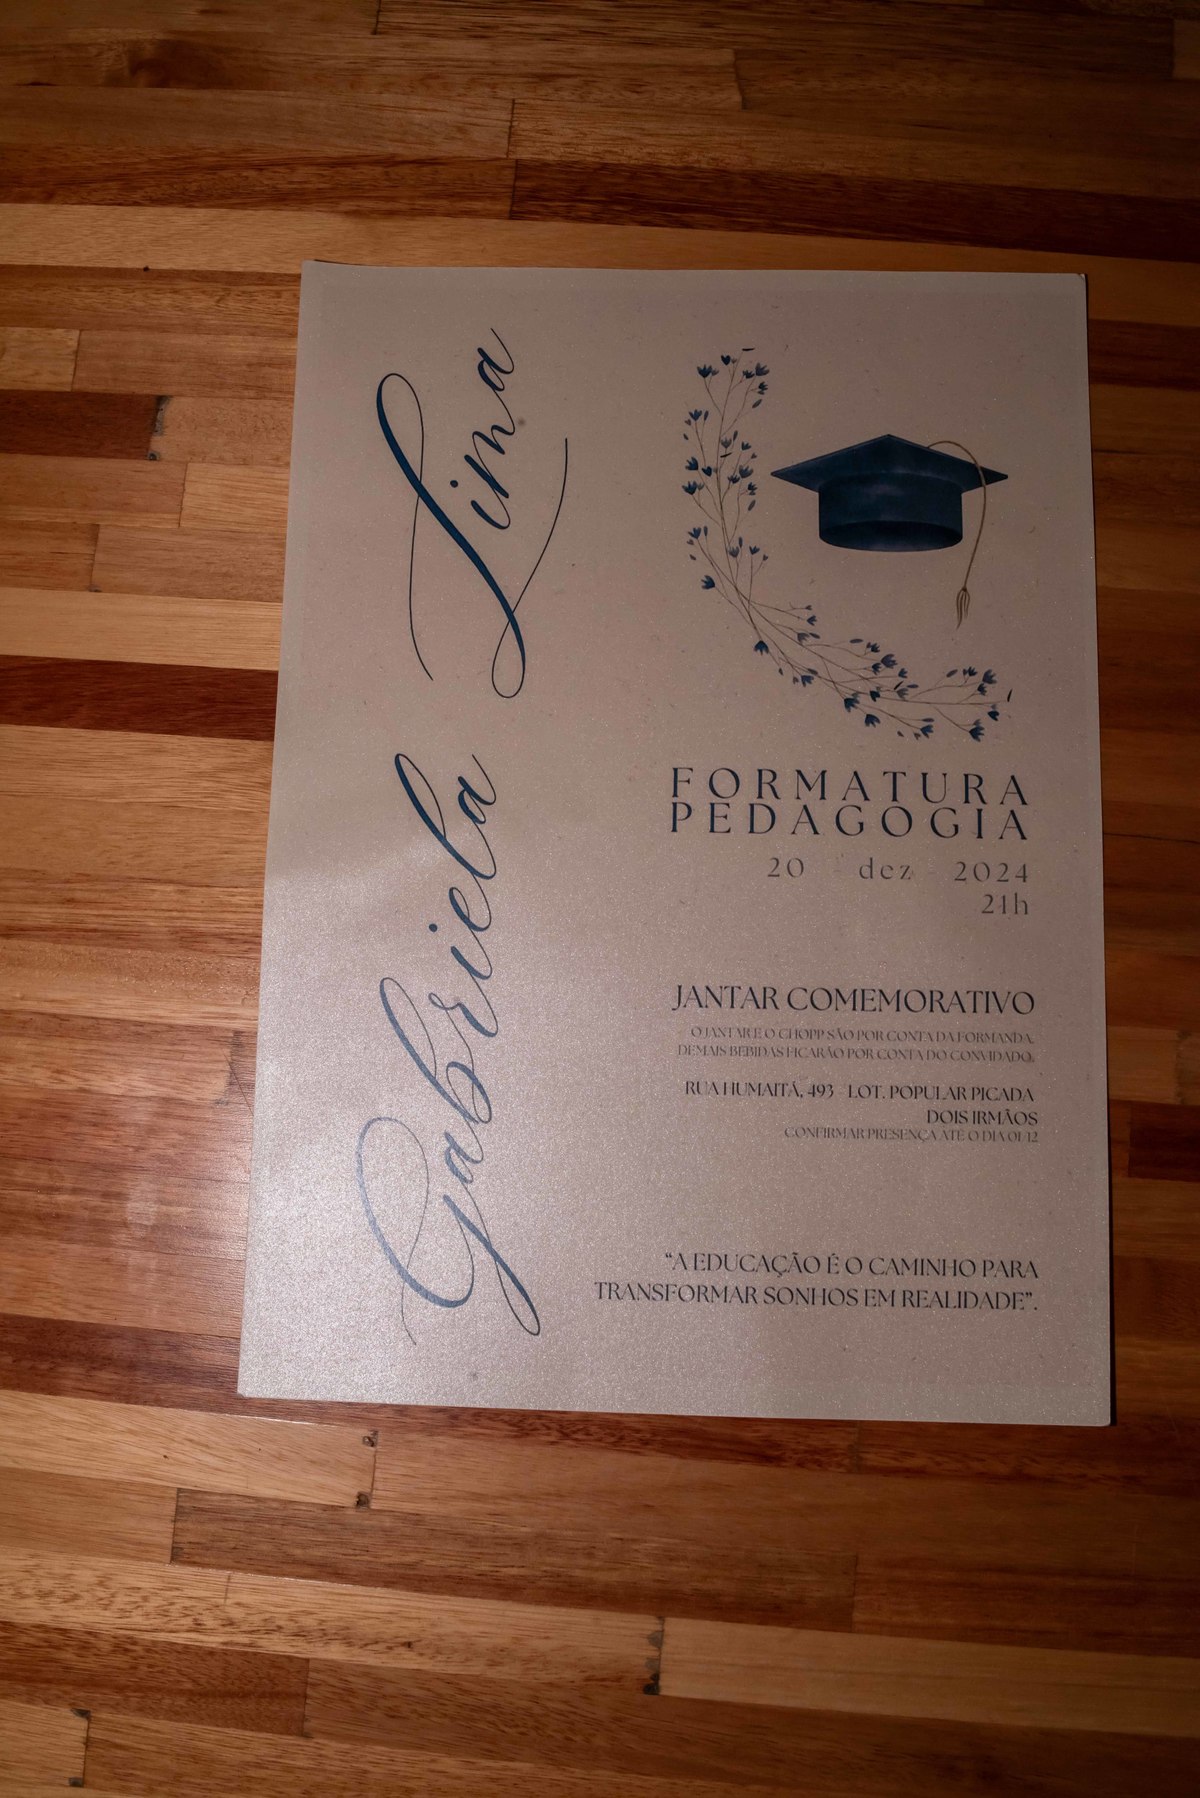 Gabriela Lima
FORMATURA
PEDAGOGIA
20 dez 2024
21h
JANTAR COMEMORATIVO
O JANTAR E O CHOPP SÃO POR CONTA DA FORMANDA.
DEMAIS BEBIDAS FICARÃO POR CONTA DO CONVIDADO.
RUA HUMAITÁ, 493 LOT. POPULAR PICADA
DOIS IRMÃOS
CONFIRMAR PRESENÇA ATÉ O DIA 01/12
“A EDUCAÇÃO É O CAMINHO PARA
TRANSFORMAR SONHOS EM REALIDADE”.